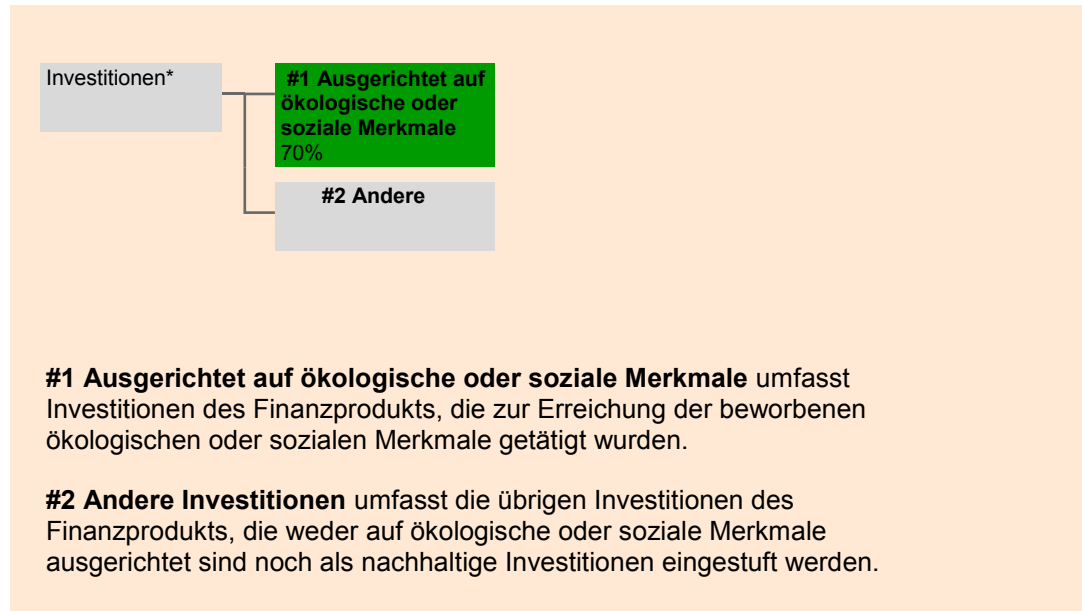 Investitionen*
#1 Ausgerichtet auf
ökologische oder
soziale Merkmale
70%
#2 Andere
#1 Ausgerichtet auf ökologische oder soziale Merkmale umfasst
Investitionen des Finanzprodukts, die zur Erreichung der beworbenen
ökologischen oder sozialen Merkmale getätigt wurden.
#2 Andere Investitionen umfasst die übrigen Investitionen des
Finanzprodukts, die weder auf ökologische oder soziale Merkmale
ausgerichtet sind noch als nachhaltige Investitionen eingestuft werden.